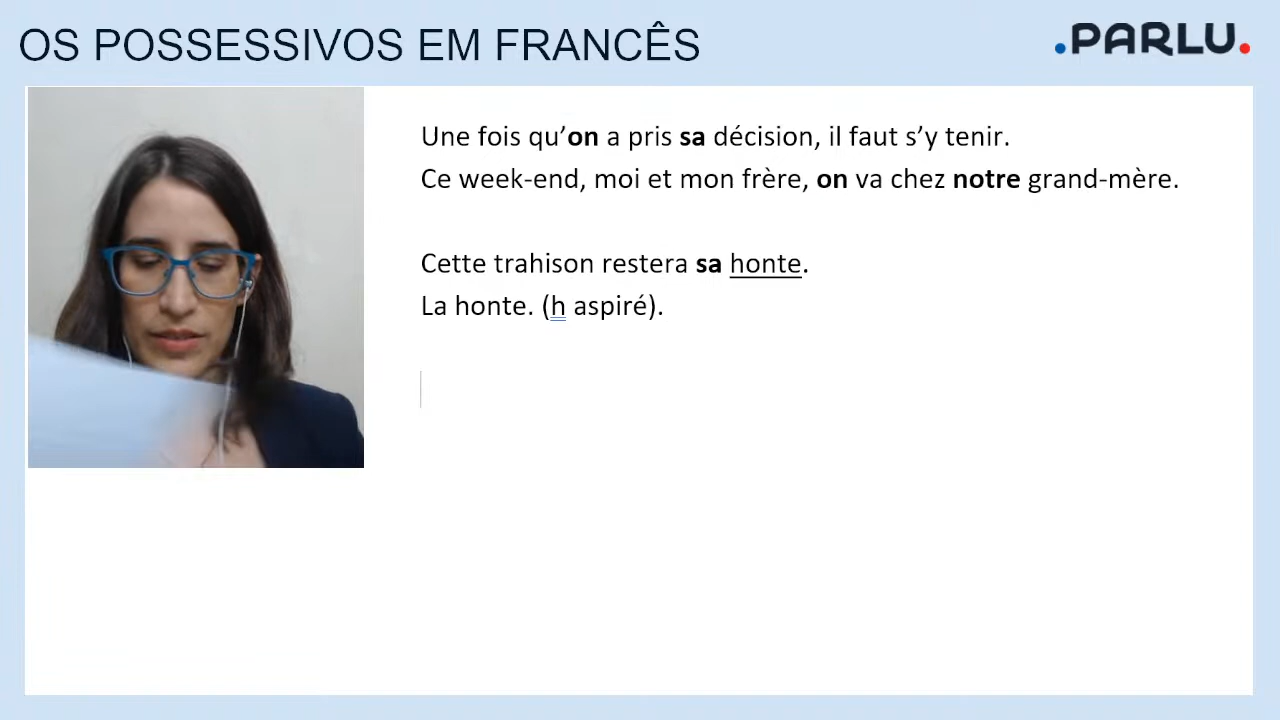 OS POSSESSIVOS EM FRANCÊS
.PARLU.
Une fois qu’on a pris sa décision, il faut s’y tenir.
Ce week-end, moi et mon frère, on va chez notre grand-mère.
Cette trahison restera sa honte.
La honte. (h aspiré).